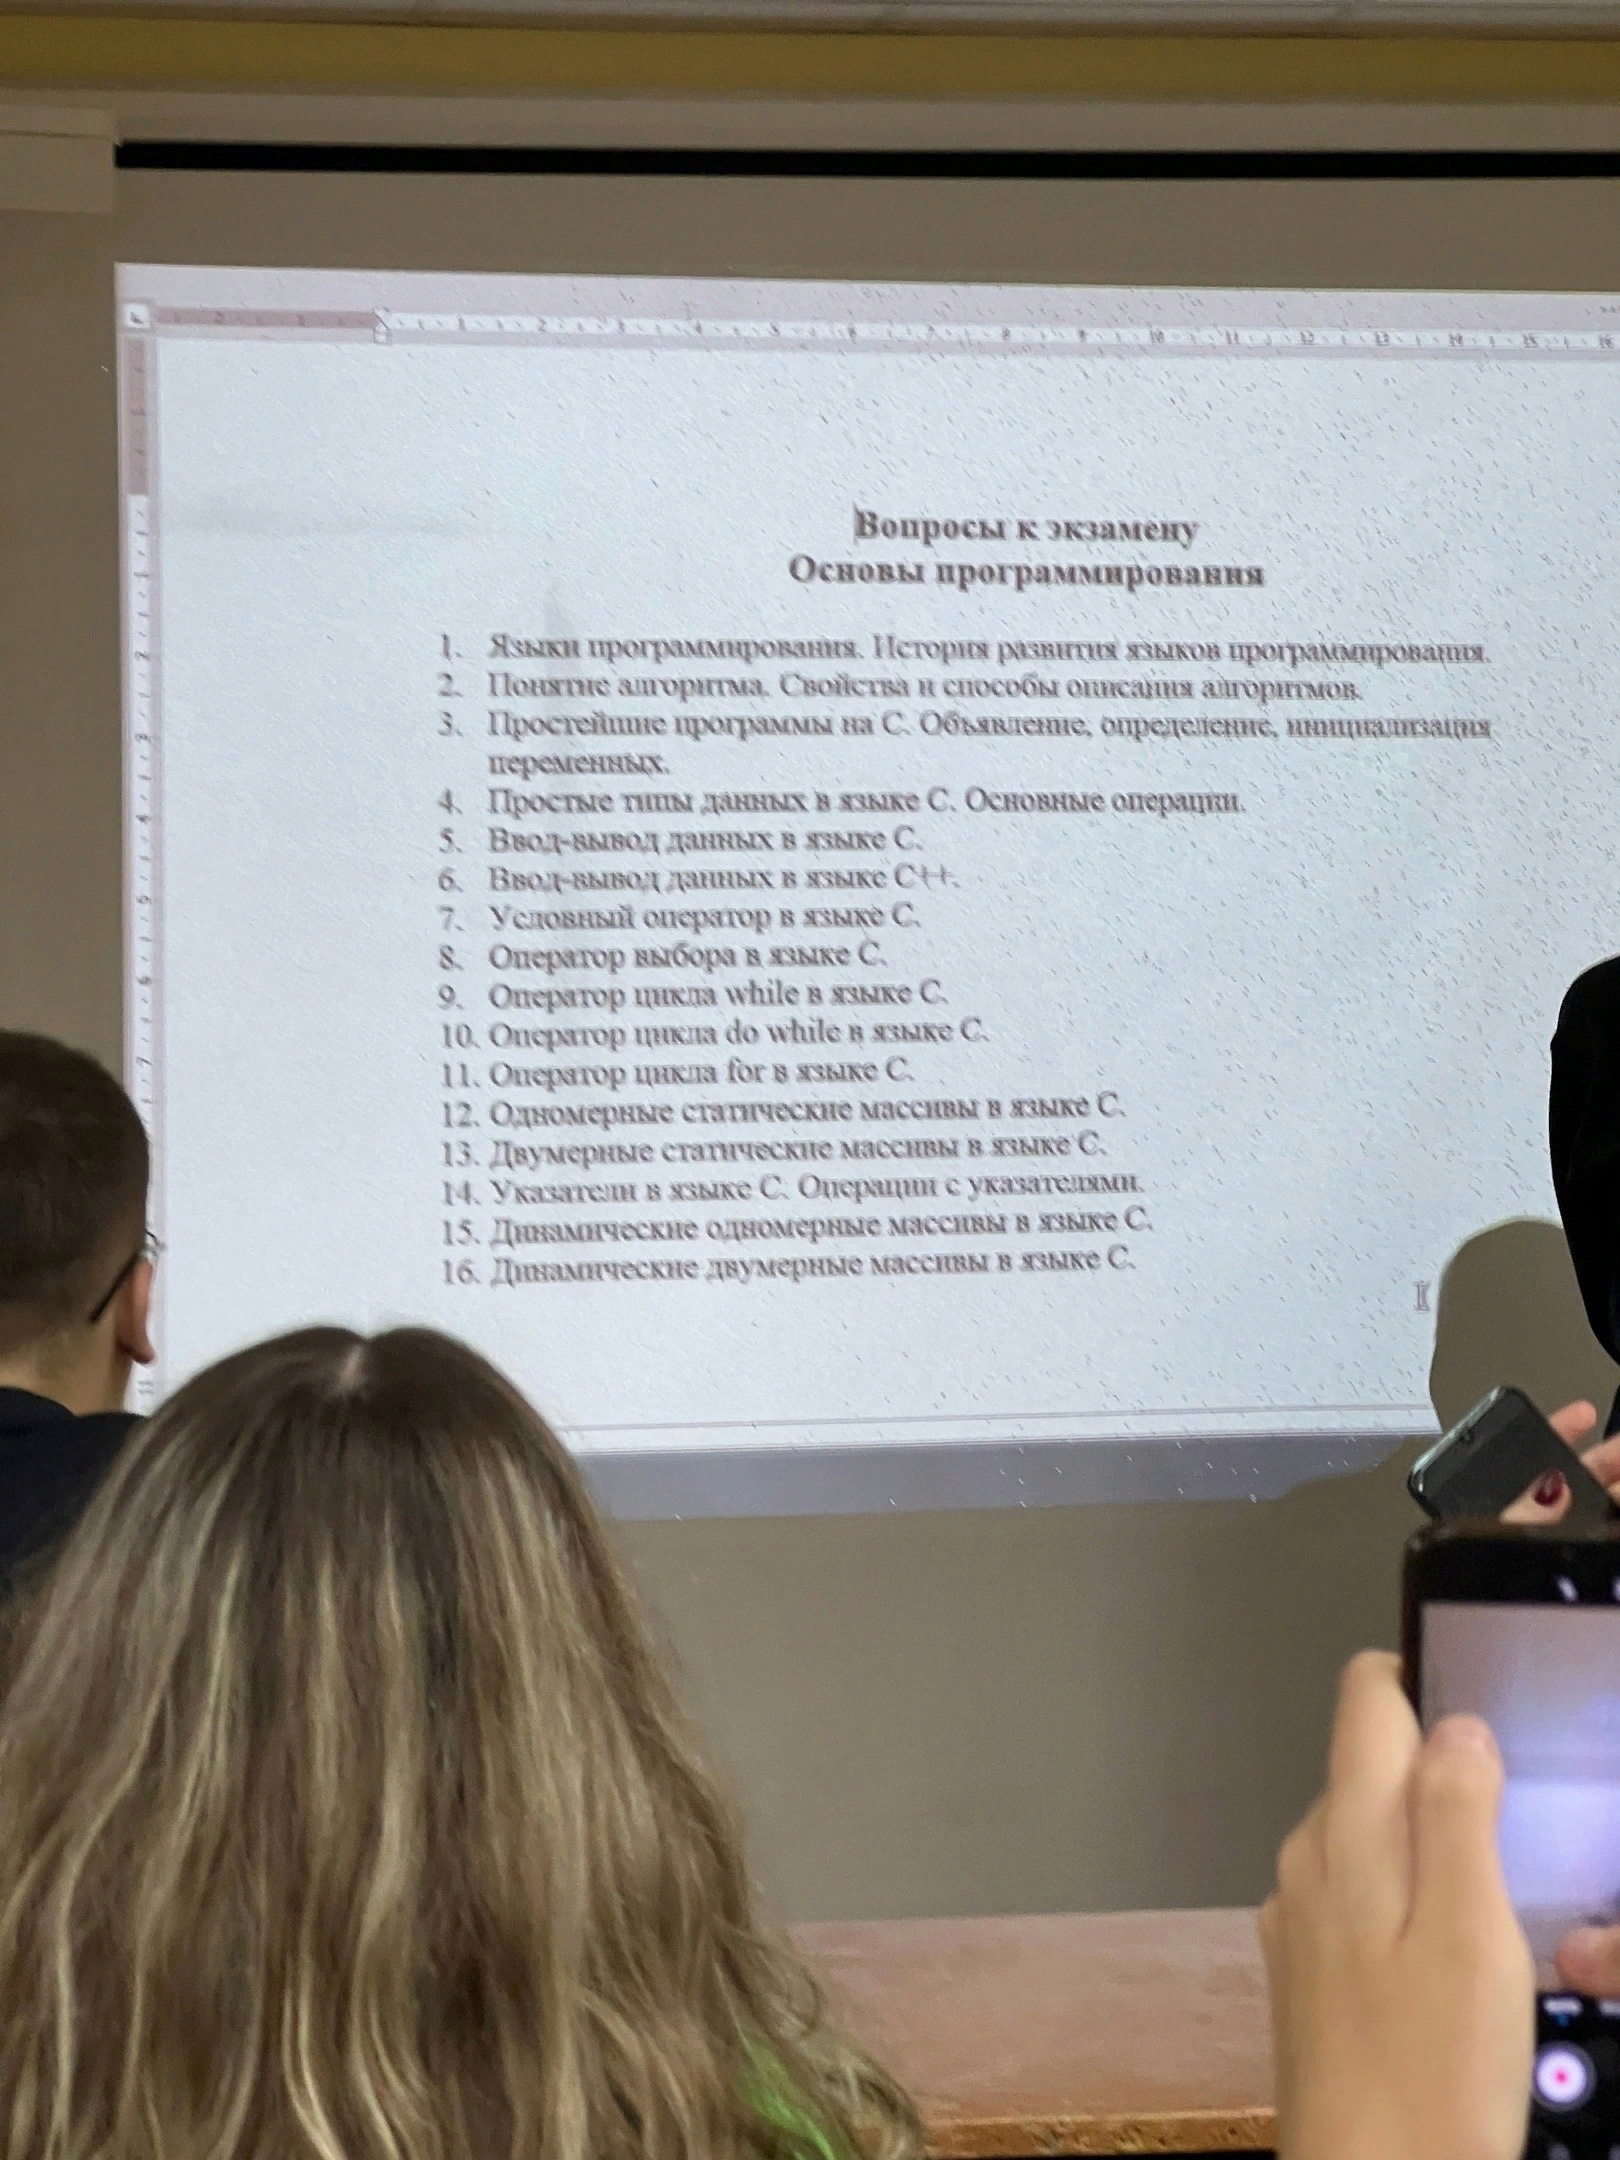 Вопросы к экзамену
Основы программирования
1. Языки программирования. История развития языков программирования.
2. Понятие алгоритма. Свойства и способы описания алгоритмов.
3. Простейшие программы на С. Объявление, определение, инициализация
переменных.
4. Простые типы данных в языке С. Основные операции.
5. Ввод-вывод данных в языке С.
6. Ввод-вывод данных в языке С++.
7. Условный оператор в языке С.
8. Оператор выбора в языке С.
9. Оператор цикла while в языке С.
10. Оператор цикла do while в языке С.
11. Оператор цикла for в языке С.
12. Одномерные статические массивы в языке С.
13. Двумерные статические массивы в языке С.
14. Указатели в языке С. Операции с указателями.
15. Динамические одномерные массивы в языке С.
16. Динамические двумерные массивы в языке С.